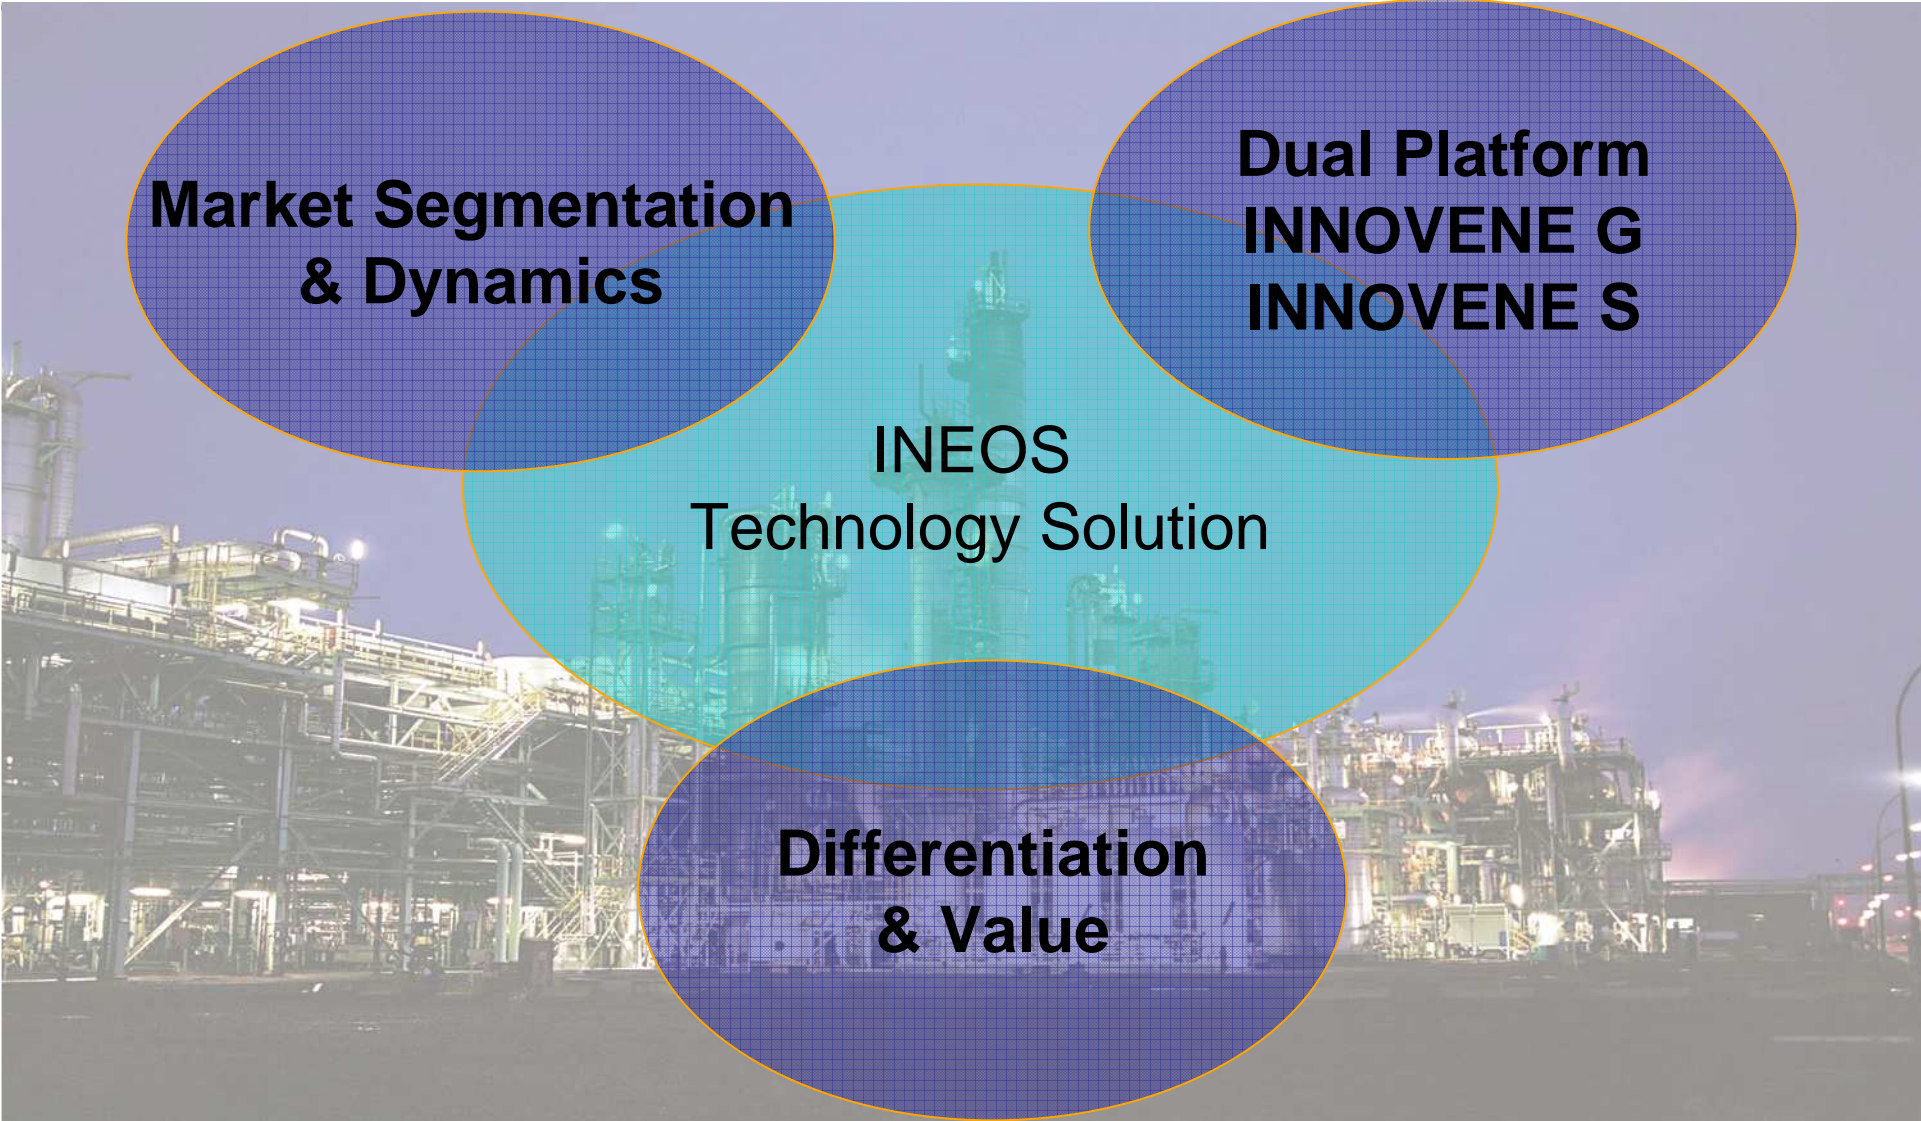 Market Segmentation
& Dynamics
Dual Platform
INNOVENE G
INNOVENE S
INEOS
Technology Solution
Differentiation
& Value